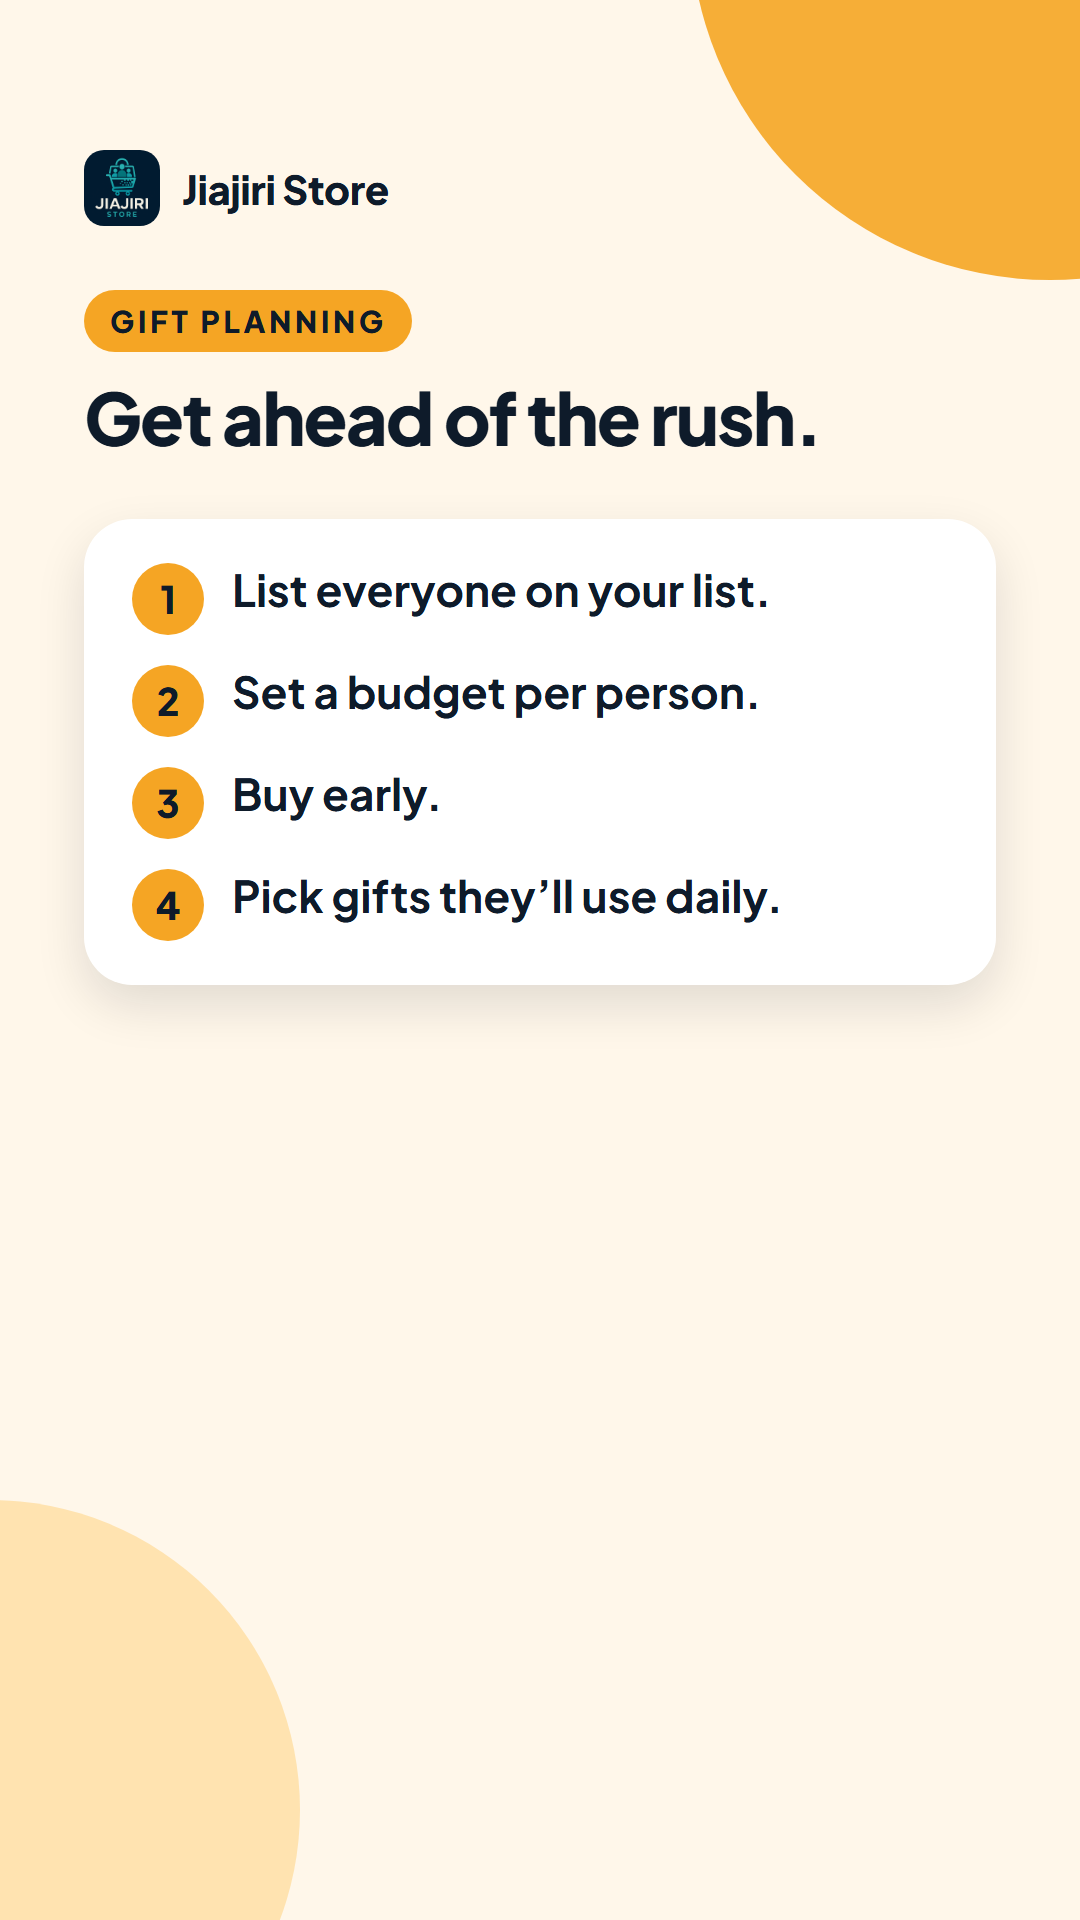 JIAJIRI
STORE
Jiajiri Store
GIFT PLANNING
Get ahead of the rush.
1 List everyone on your list.
2 Set a budget per person.
3 Buy early.
4 Pick gifts they’ll use daily.